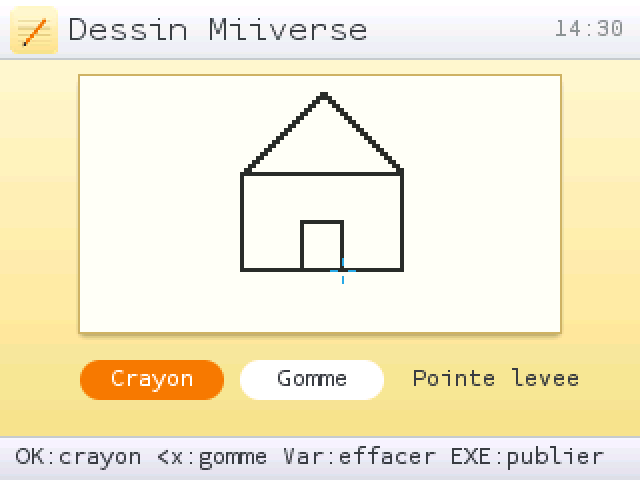 Dessin Miiverse
14:30
Crayon
Gomme
Pointe levee
OK:crayon <x:gomme Var:effacer EXE:publier